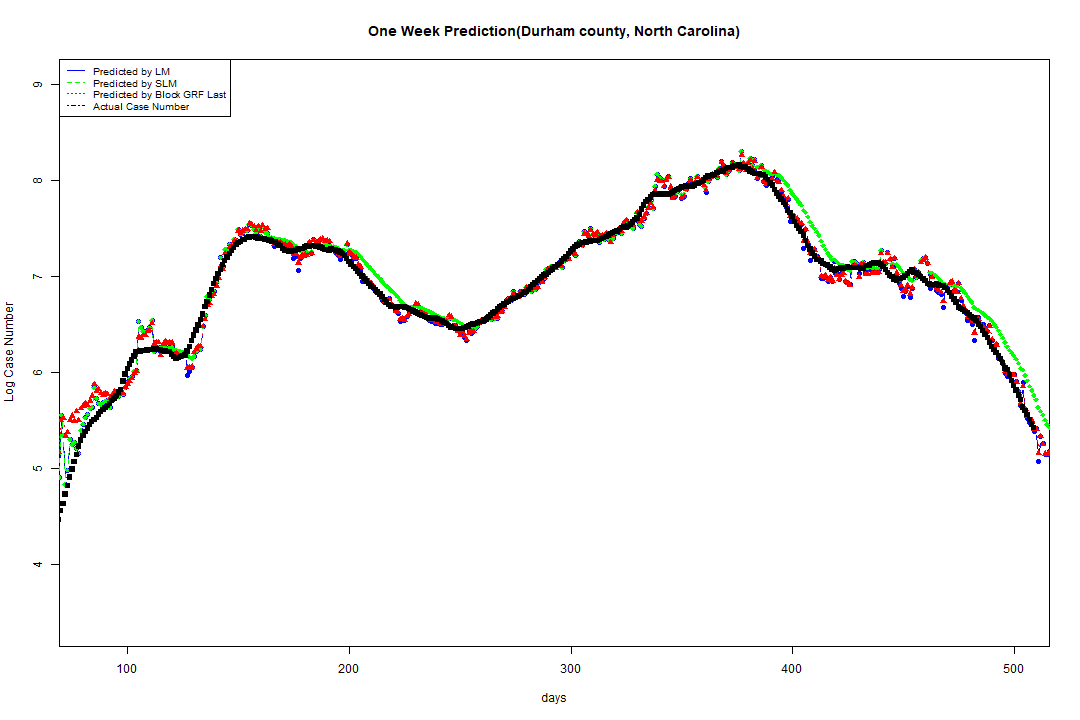 One Week Prediction(Durham county, North Carolina)
Predicted by LM
Predicted by SLM
Predicted by Block GRF Last
Actual Case Number
9
8
7
6
5
4
Log Case Number
100 200 300 400 500
days